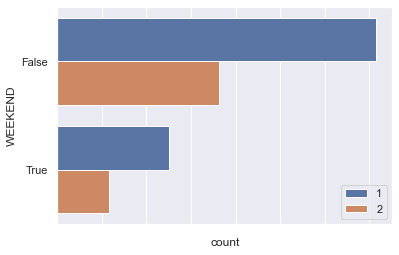 WEEKEND
False
True
count
1
2